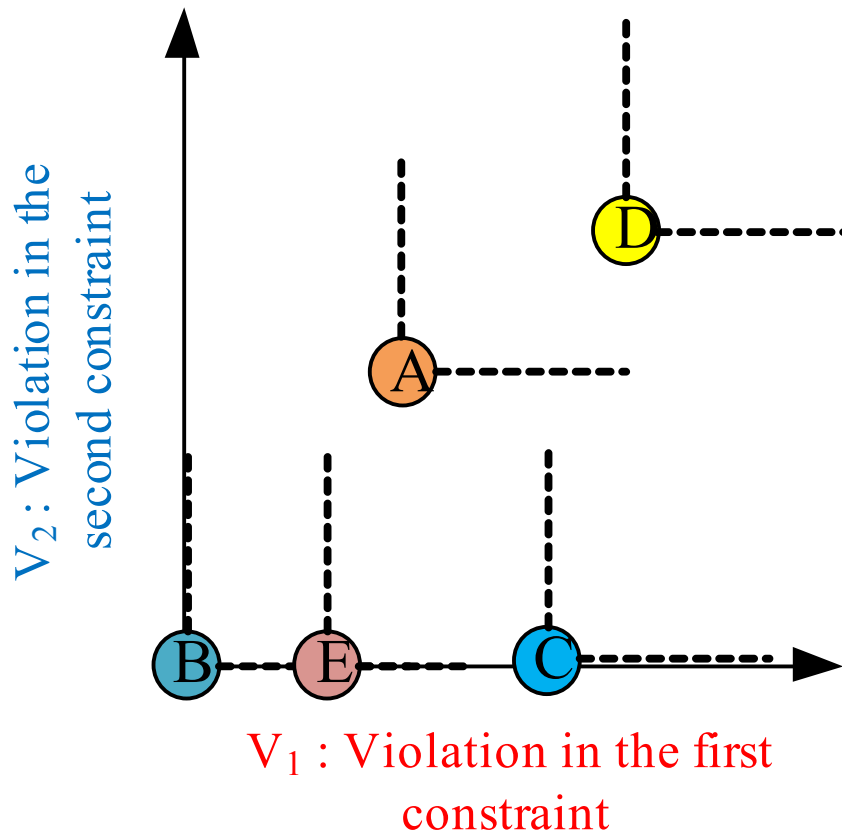 V₂ : Violation in the
second constraint
D
A
B
E
C
V₁ : Violation in the first
constraint